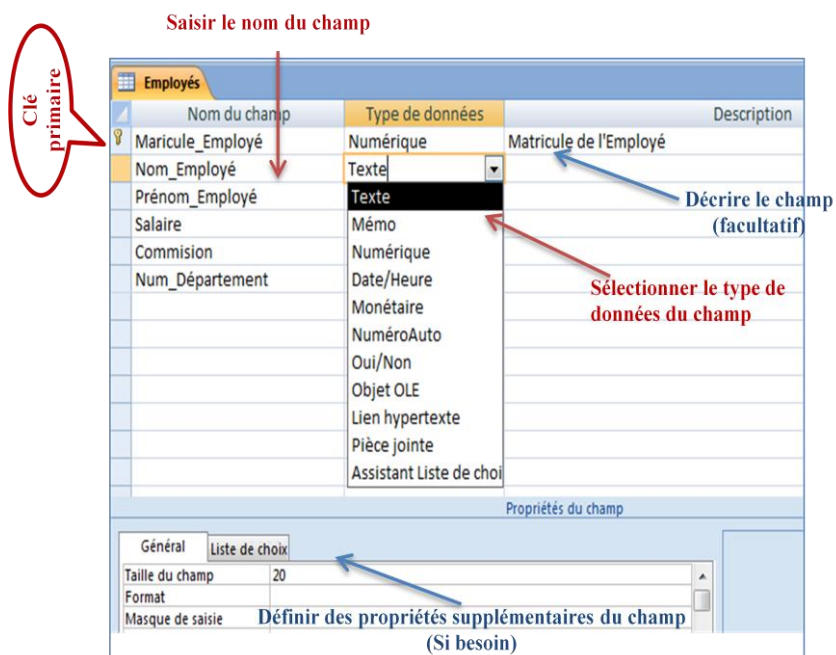 Saisir le nom du champ
Clé
primaire
Employés
Nom du champ Type de données Description
Maricule_Employé Numérique Matricule de l'Employé
Nom_Employé Texte
Prénom_Employé Texte
Salaire Mémo
Commision Numérique
Num_Département Date/Heure
Monétaire
NuméroAuto
Oui/Non
Objet OLE
Lien hypertexte
Pièce jointe
Assistant Liste de choi
Décrire le champ
(facultatif)
Sélectionner le type de
données du champ
Propriétés du champ
Général Liste de choix
Taille du champ 20
Format
Masque de saisie
Définir des propriétés supplémentaires du champ
(Si besoin)